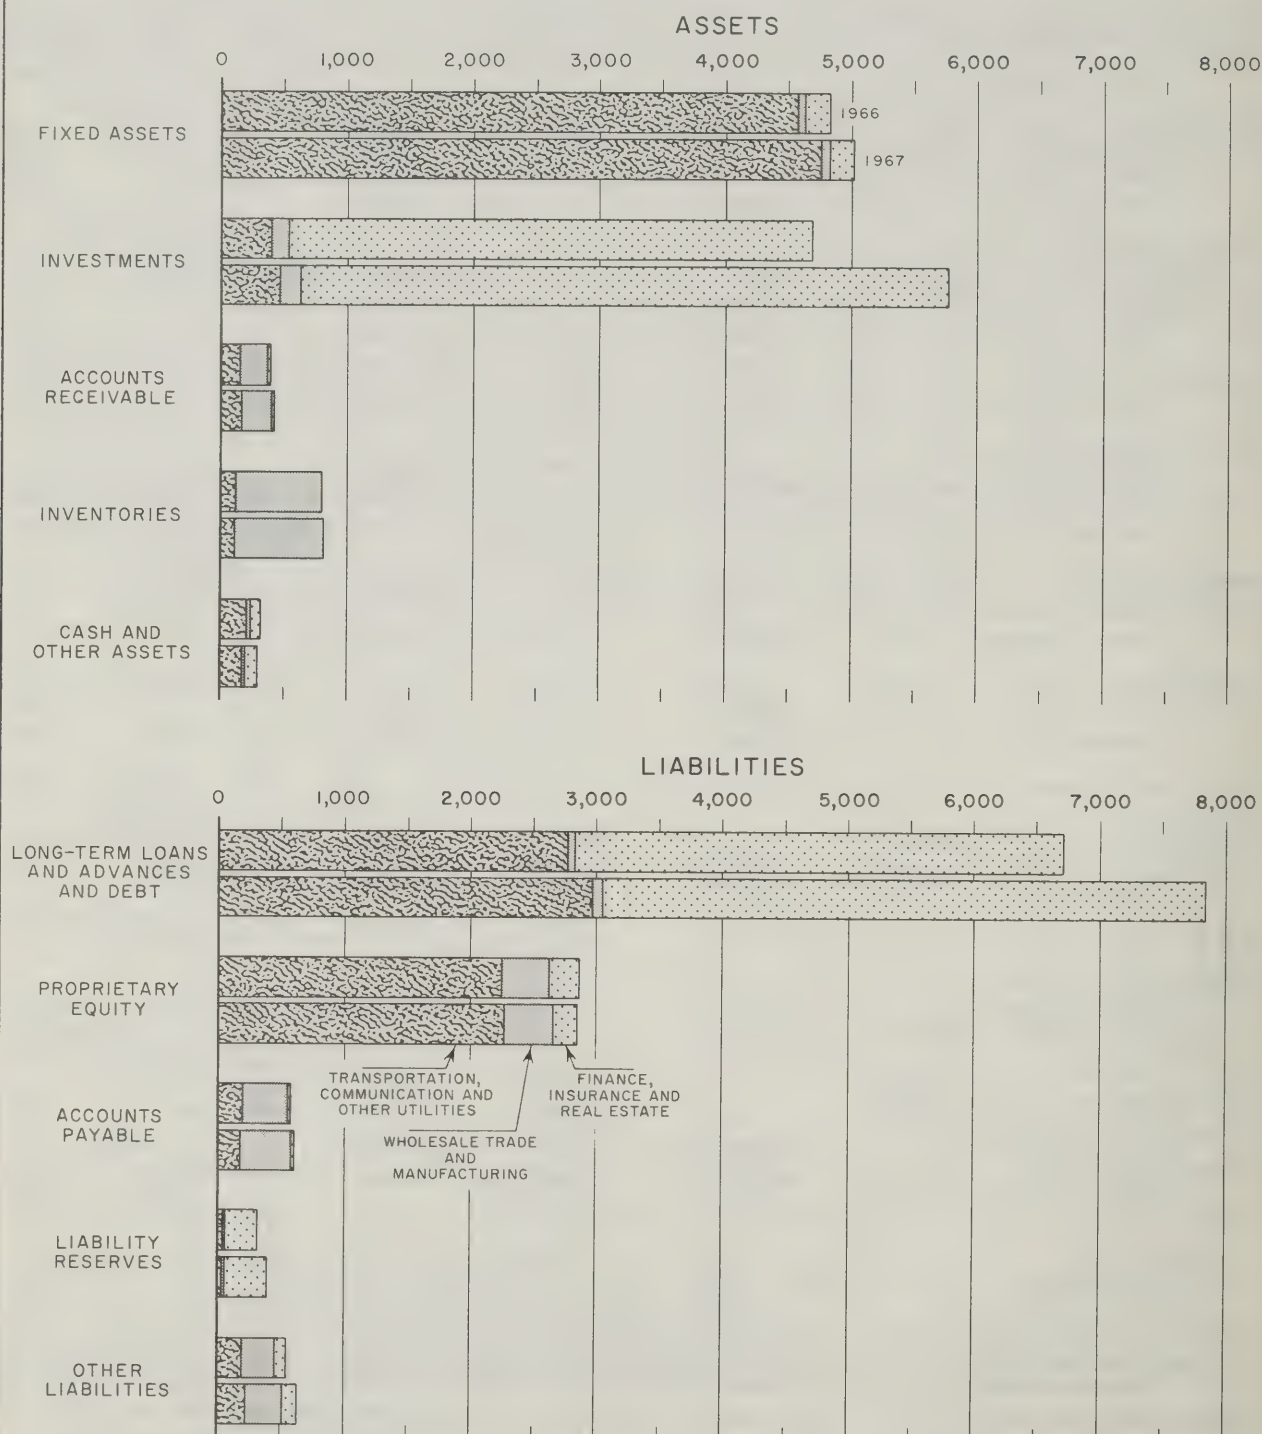 ASSETS
0 1,000 2,000 3,000 4,000 5,000 6,000 7,000 8,000
FIXED ASSETS
1966
1967
INVESTMENTS
ACCOUNTS
RECEIVABLE
INVENTORIES
CASH AND
OTHER ASSETS
LIABILITIES
0 1,000 2,000 3,000 4,000 5,000 6,000 7,000 8,000
LONG-TERM LOANS
AND ADVANCES
AND DEBT
PROPRIETARY
EQUITY
TRANSPORTATION,
COMMUNICATION AND
OTHER UTILITIES
FINANCE,
INSURANCE AND
REAL ESTATE
WHOLESALE TRADE
AND
MANUFACTURING
ACCOUNTS
PAYABLE
LIABILITY
RESERVES
OTHER
LIABILITIES